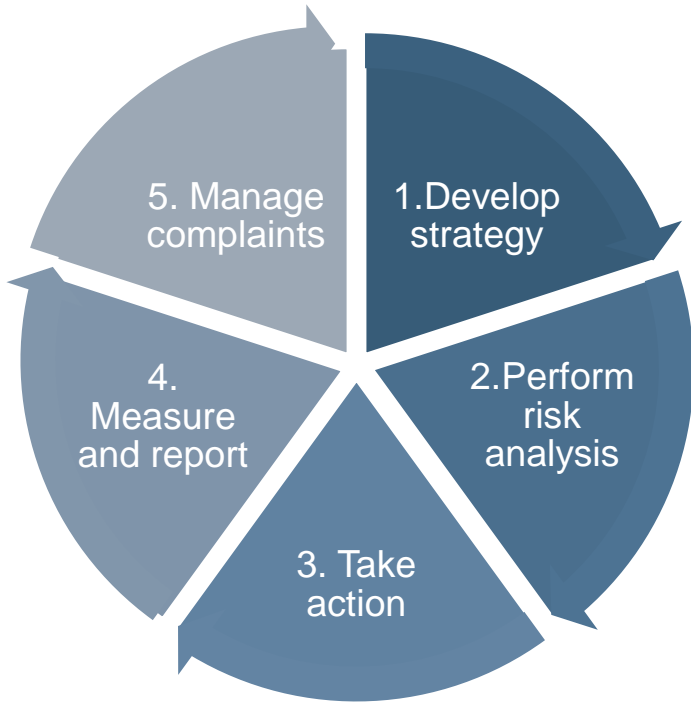 1.Develop
strategy
2.Perform
risk
analysis
3. Take
action
4.
Measure
and report
5. Manage
complaints